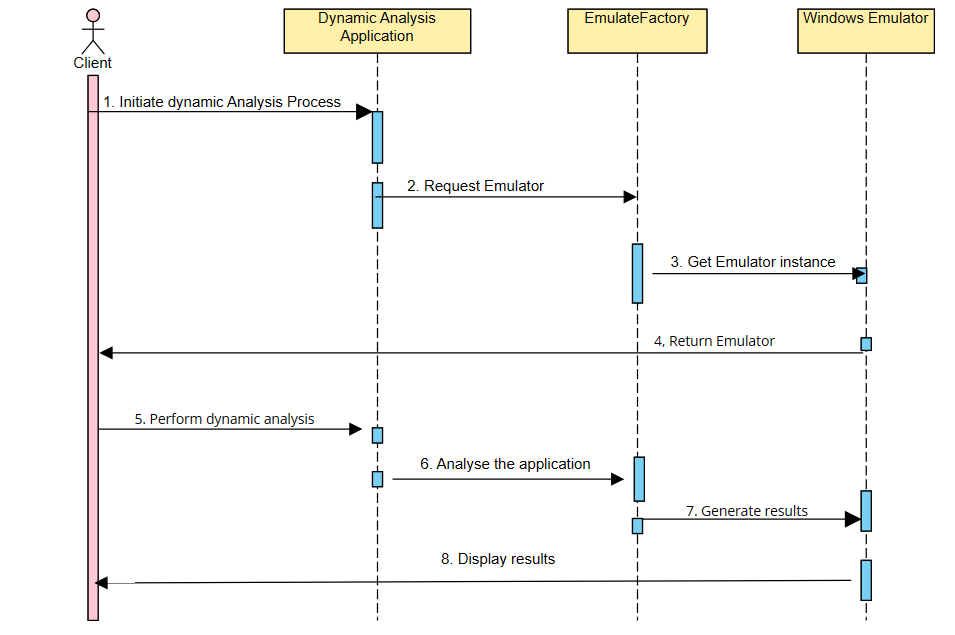 Dynamic Analysis
Application
EmulateFactory
Windows Emulator
Client
1. Initiate dynamic Analysis Process
2. Request Emulator
3. Get Emulator instance
4, Return Emulator
5. Perform dynamic analysis
6. Analyse the application
7. Generate results
8. Display results